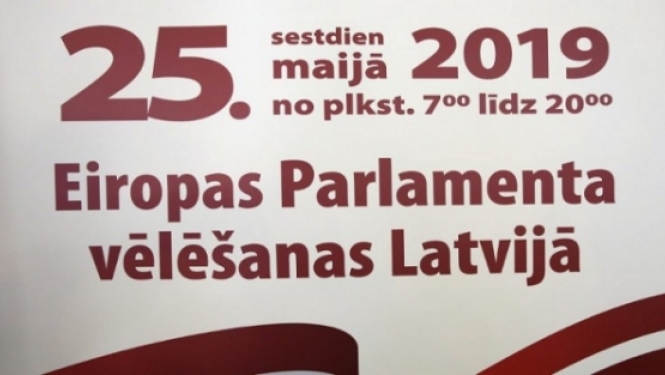 25. sestdien
maijā 2019
no plkst. 7⁰⁰ līdz 20⁰⁰
Eiropas Parlamenta
vēlēšanas Latvijā